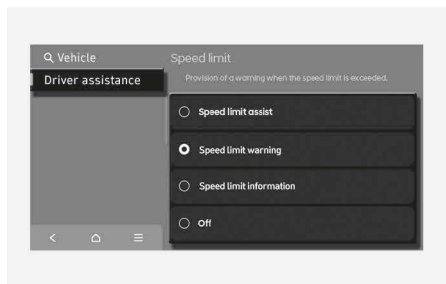 Vehicle
Speed limit
Driver assistance
Provision of a warning when the speed limit is exceeded.
Speed limit assist
Speed limit warning
Speed limit information
Off